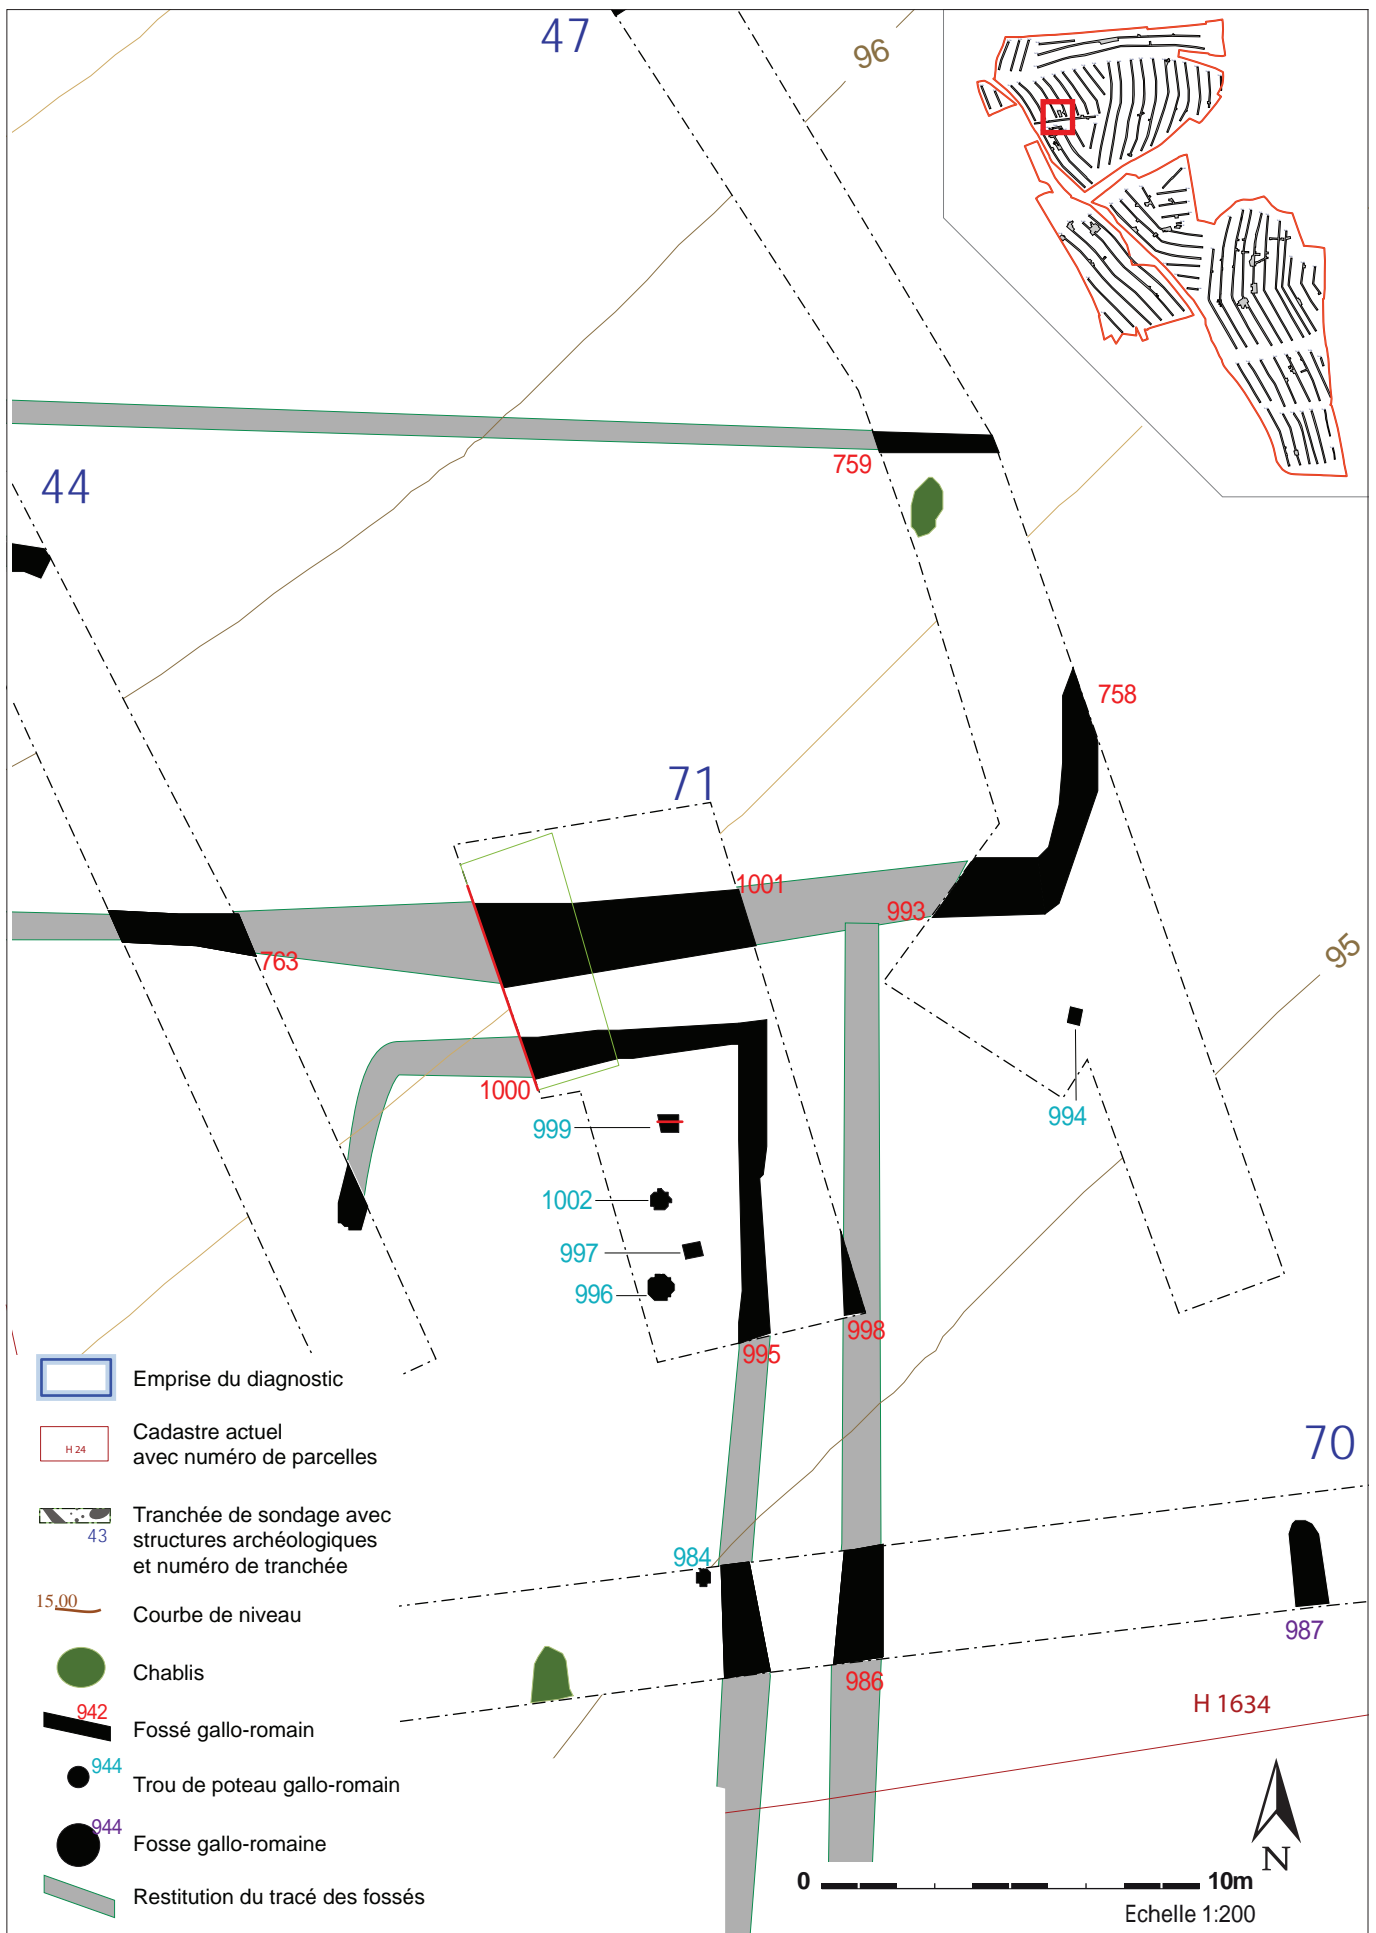 47
96
44
759
758
71
1001
993
763
95
1000
999
994
1002
997
996
998
995
Emprise du diagnostic
H 24
Cadastre actuel
avec numéro de parcelles
70
43
Tranchée de sondage avec
structures archéologiques
et numéro de tranchée
984
15.00
Courbe de niveau
987
Chablis
986
942
Fossé gallo-romain
H 1634
944
Trou de poteau gallo-romain
944
Fosse gallo-romaine
N
Restitution du tracé des fossés
0 10m
Echelle 1:200